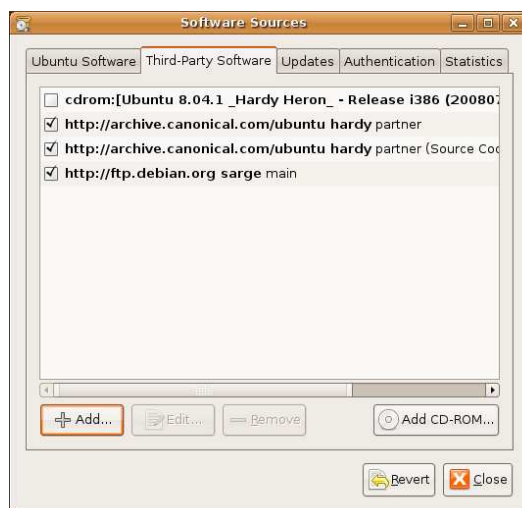 Software Sources
Ubuntu Software Third-Party Software Updates Authentication Statistics
cdrom:[Ubuntu 8.04.1 _Hardy Heron_ - Release i386 (200807
http://archive.canonical.com/ubuntu hardy partner
http://archive.canonical.com/ubuntu hardy partner (Source Cod
http://ftp.debian.org sarge main
Add... Edit... Remove Add CD-ROM...
Revert Close